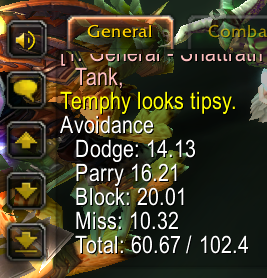 General
Comba
[1. General - Shattrath
Tank,
Temphy looks tipsy.
Avoidance
Dodge: 14.13
Parry 16.21
Block: 20.01
Miss: 10.32
Total: 60.67 / 102.4